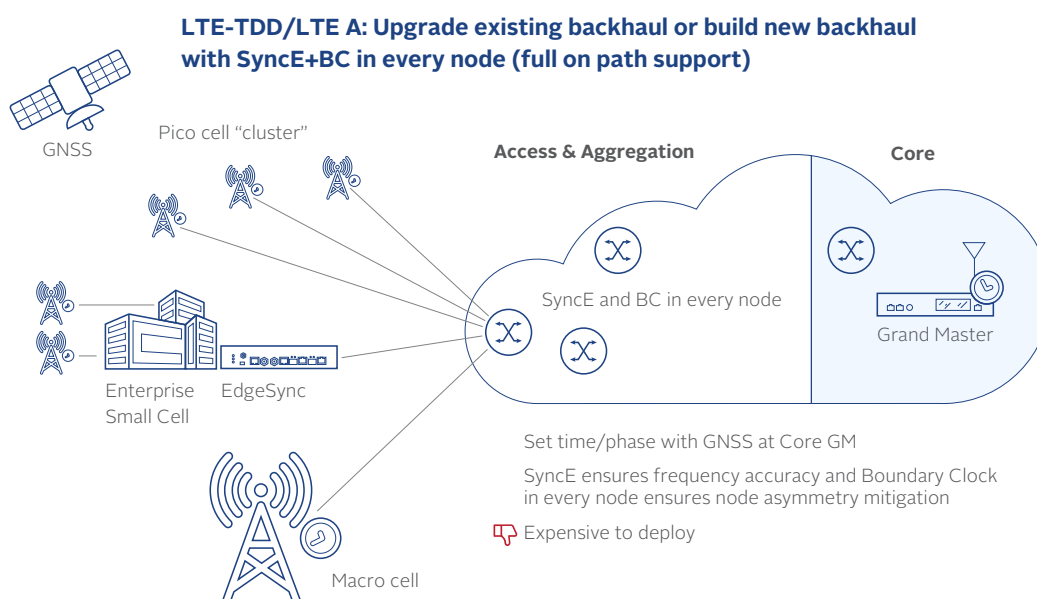 LTE-TDD/LTE A: Upgrade existing backhaul or build new backhaul
with SyncE+BC in every node (full on path support)
GNSS
Pico cell “cluster”
Access & Aggregation
Core
SyncE and BC in every node
Grand Master
Enterprise
Small Cell
EdgeSync
Set time/phase with GNSS at Core GM
SyncE ensures frequency accuracy and Boundary Clock
in every node ensures node asymmetry mitigation
Expensive to deploy
Macro cell